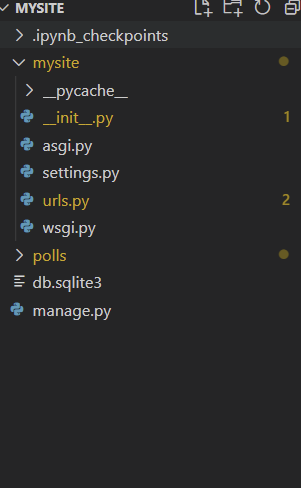 MYSITE
.ipynb_checkpoints
mysite
__pycache__
__init__.py 1
asgi.py
settings.py
urls.py 2
wsgi.py
polls
db.sqlite3
manage.py